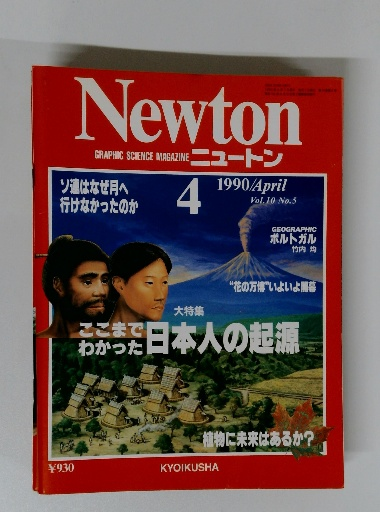 Newton
GRAPHIC SCIENCE MAGAZINE ニュートン
ソ連はなぜ月へ
行けなかったのか
4
1990/April
Vol.10 No.5
GEOGRAPHIC
ポルトガル
竹内 均
“花の万博”いよいよ開幕
大特集
ここまで
わかった日本人の起源
植物に未来はあるか?
¥930
KYOIKUSHA